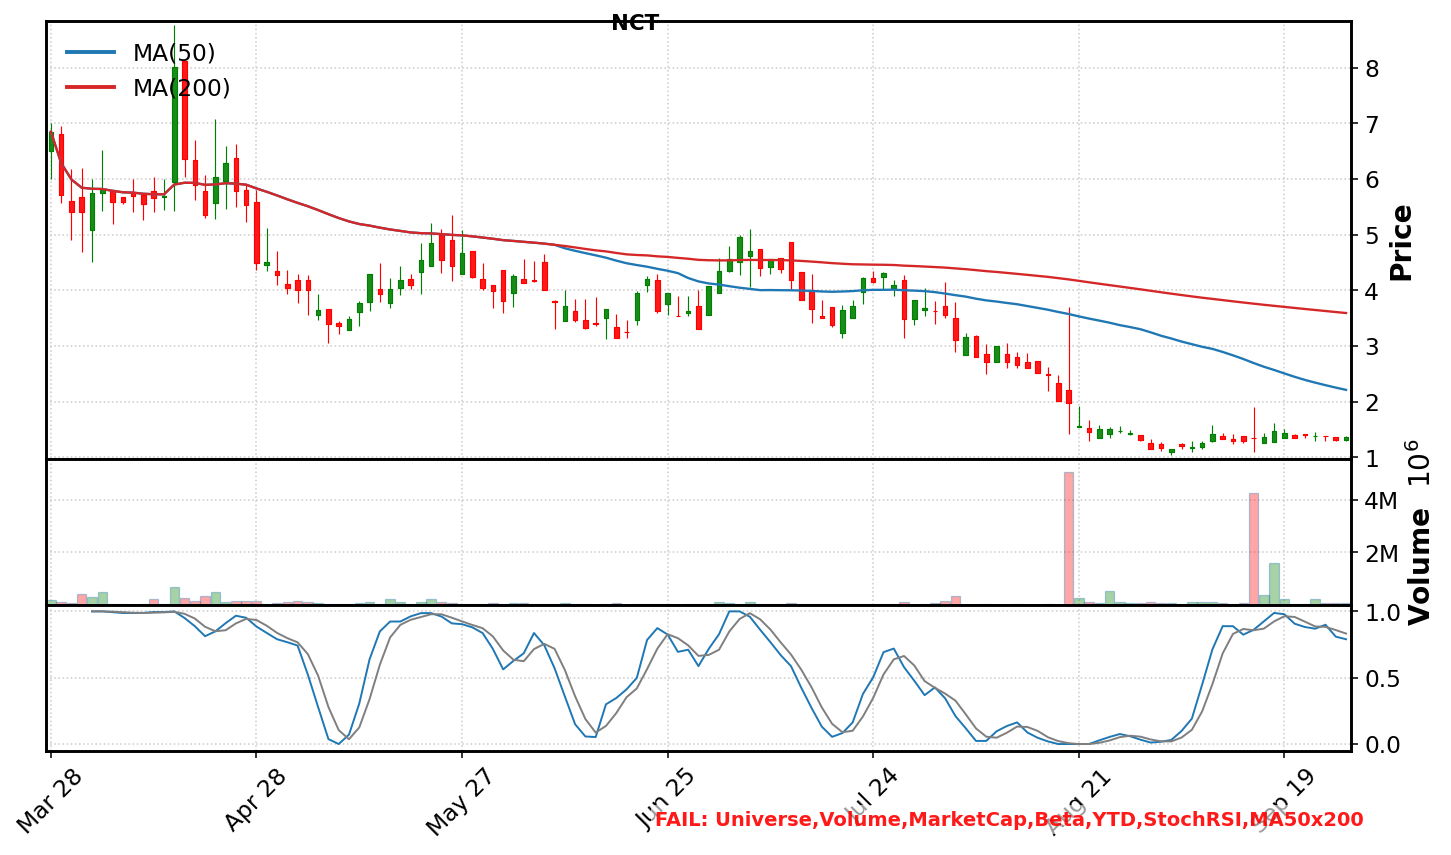 NCT
MA(50)
MA(200)
8
7
6
5
4
3
2
1
Price
4M
2M
Volume 10^6
1.0
0.5
0.0
Mar 28
Apr 28
May 27
Jun 25
Jul 24
Aug 21
Sep 19
FAIL: Universe,Volume,MarketCap,Beta,YTD,StochRSI,MA50x200